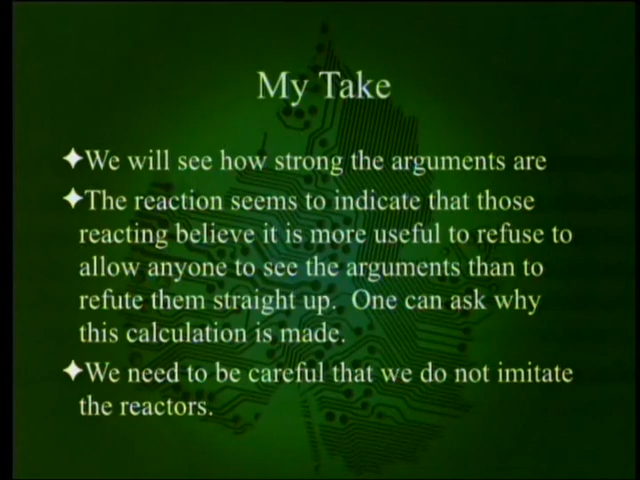 My Take
We will see how strong the arguments are
The reaction seems to indicate that those
reacting believe it is more useful to refuse to
allow anyone to see the arguments than to
refute them straight up.  One can ask why
this calculation is made.
We need to be careful that we do not imitate
the reactors.